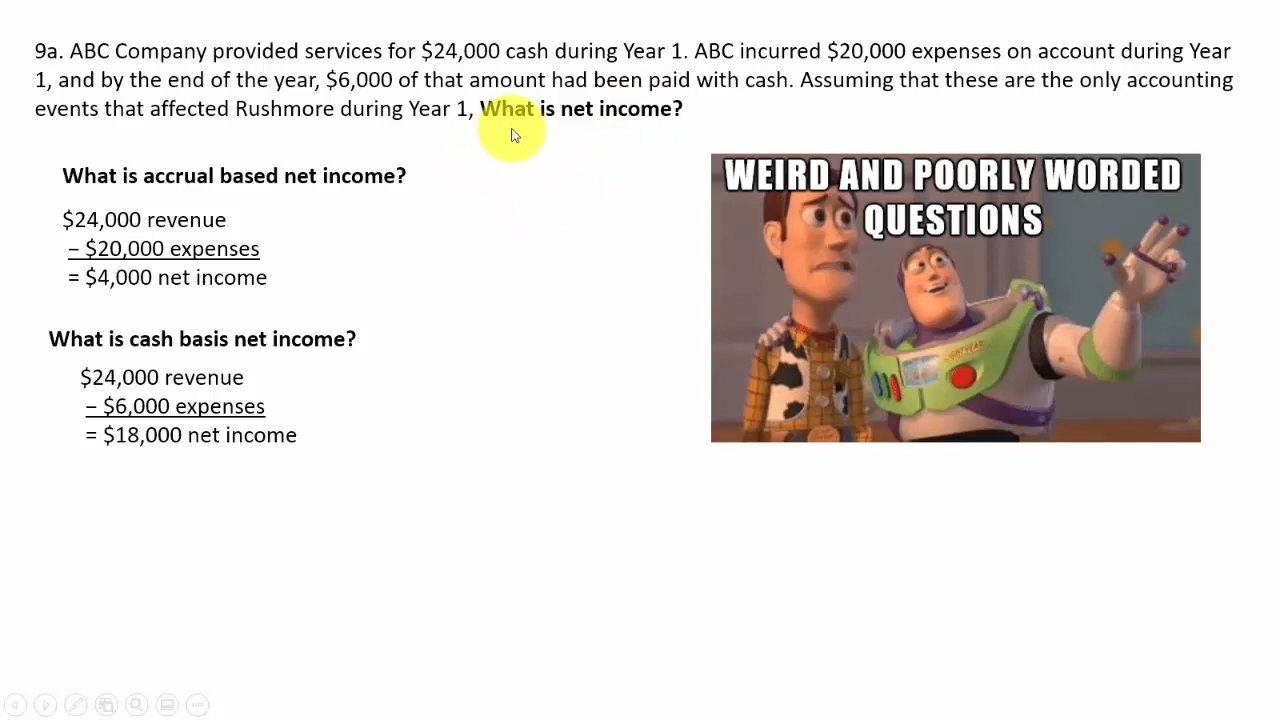 9a. ABC Company provided services for $24,000 cash during Year 1. ABC incurred $20,000 expenses on account during Year
1, and by the end of the year, $6,000 of that amount had been paid with cash. Assuming that these are the only accounting
events that affected Rushmore during Year 1, What is net income?
What is accrual based net income?
$24,000 revenue
– $20,000 expenses
= $4,000 net income
What is cash basis net income?
$24,000 revenue
– $6,000 expenses
= $18,000 net income
WEIRD AND POORLY WORDED
QUESTIONS
LIGHTYEAR